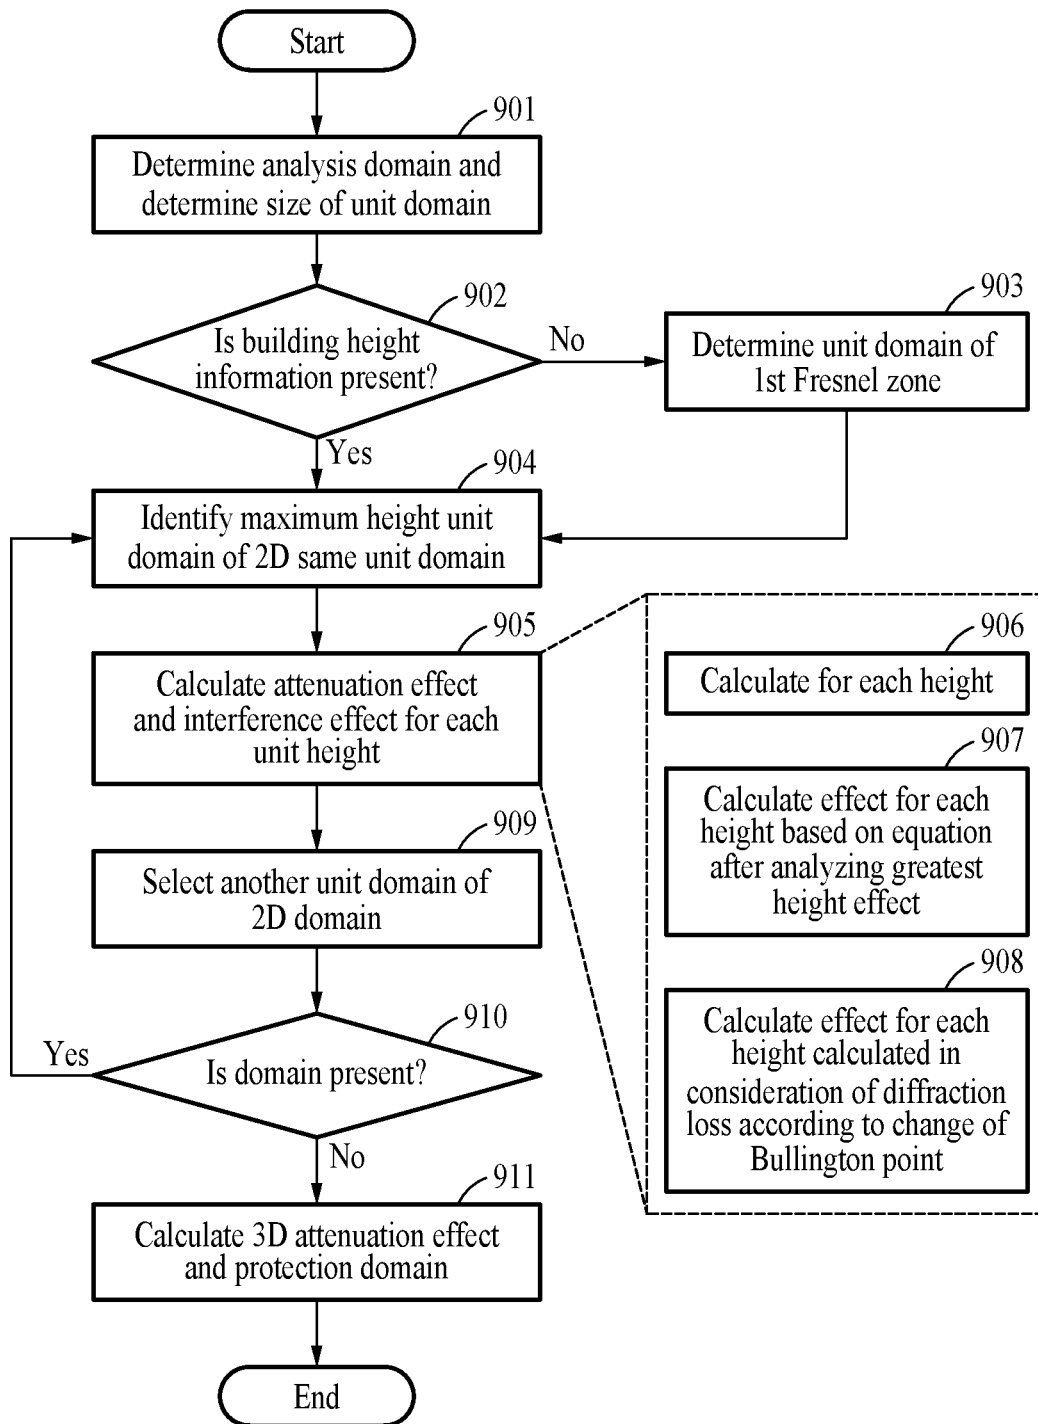 Start
901
Determine analysis domain and
determine size of unit domain
902
Is building height
information present?
No
903
Determine unit domain of
1st Fresnel zone
Yes
904
Identify maximum height unit
domain of 2D same unit domain
905
Calculate attenuation effect
and interference effect for each
unit height
906
Calculate for each height
907
Calculate effect for each
height based on equation
after analyzing greatest
height effect
908
Calculate effect for each
height calculated in
consideration of diffraction
loss according to change of
Bullington point
909
Select another unit domain of
2D domain
910
Is domain present?
Yes
No
911
Calculate 3D attenuation effect
and protection domain
End